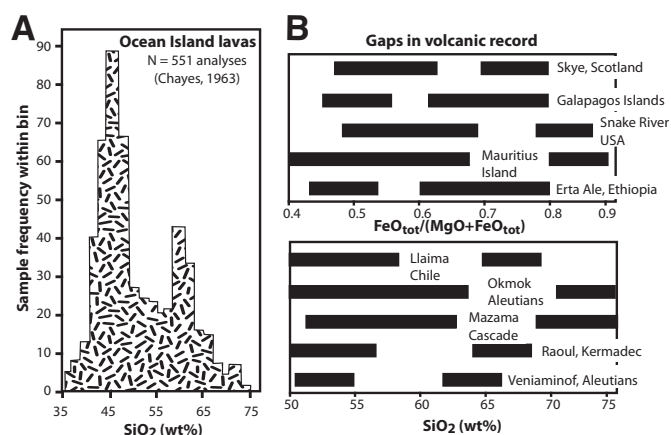 A
Ocean Island lavas
N = 551 analyses
(Chayes, 1963)
Sample frequency within bin
90
80
70
60
50
40
30
20
10
0
35
45
55
65
75
SiO2 (wt%)
B
Gaps in volcanic record
Skye, Scotland
Galapagos Islands
Snake River
USA
Mauritius
Island
Erta Ale, Ethiopia
0.4
0.5
0.6
0.7
0.8
0.9
FeOtot/(MgO+FeOtot)
Llaima
Chile
Okmok
Aleutians
Mazama
Cascade
Raoul, Kermadec
Veniaminof, Aleutians
50
55
60
65
70
75
SiO2 (wt%)